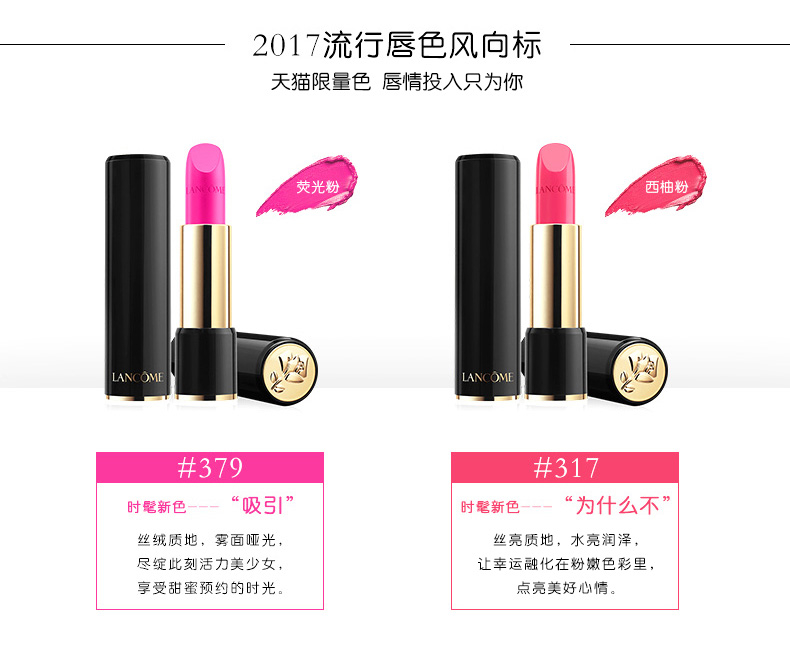 2017流行唇色风向标
天猫限量色 唇情投入只为你
LANCOME
荧光粉
LANCOME
西柚粉
LANCÔME
LANCÔME
#379
时髦新色---“吸引”
丝绒质地，雾面哑光，
尽绽此刻活力美少女，
享受甜蜜预约的时光。
#317
时髦新色---“为什么不”
丝亮质地，水亮润泽，
让幸运融化在粉嫩色彩里，
点亮美好心情。